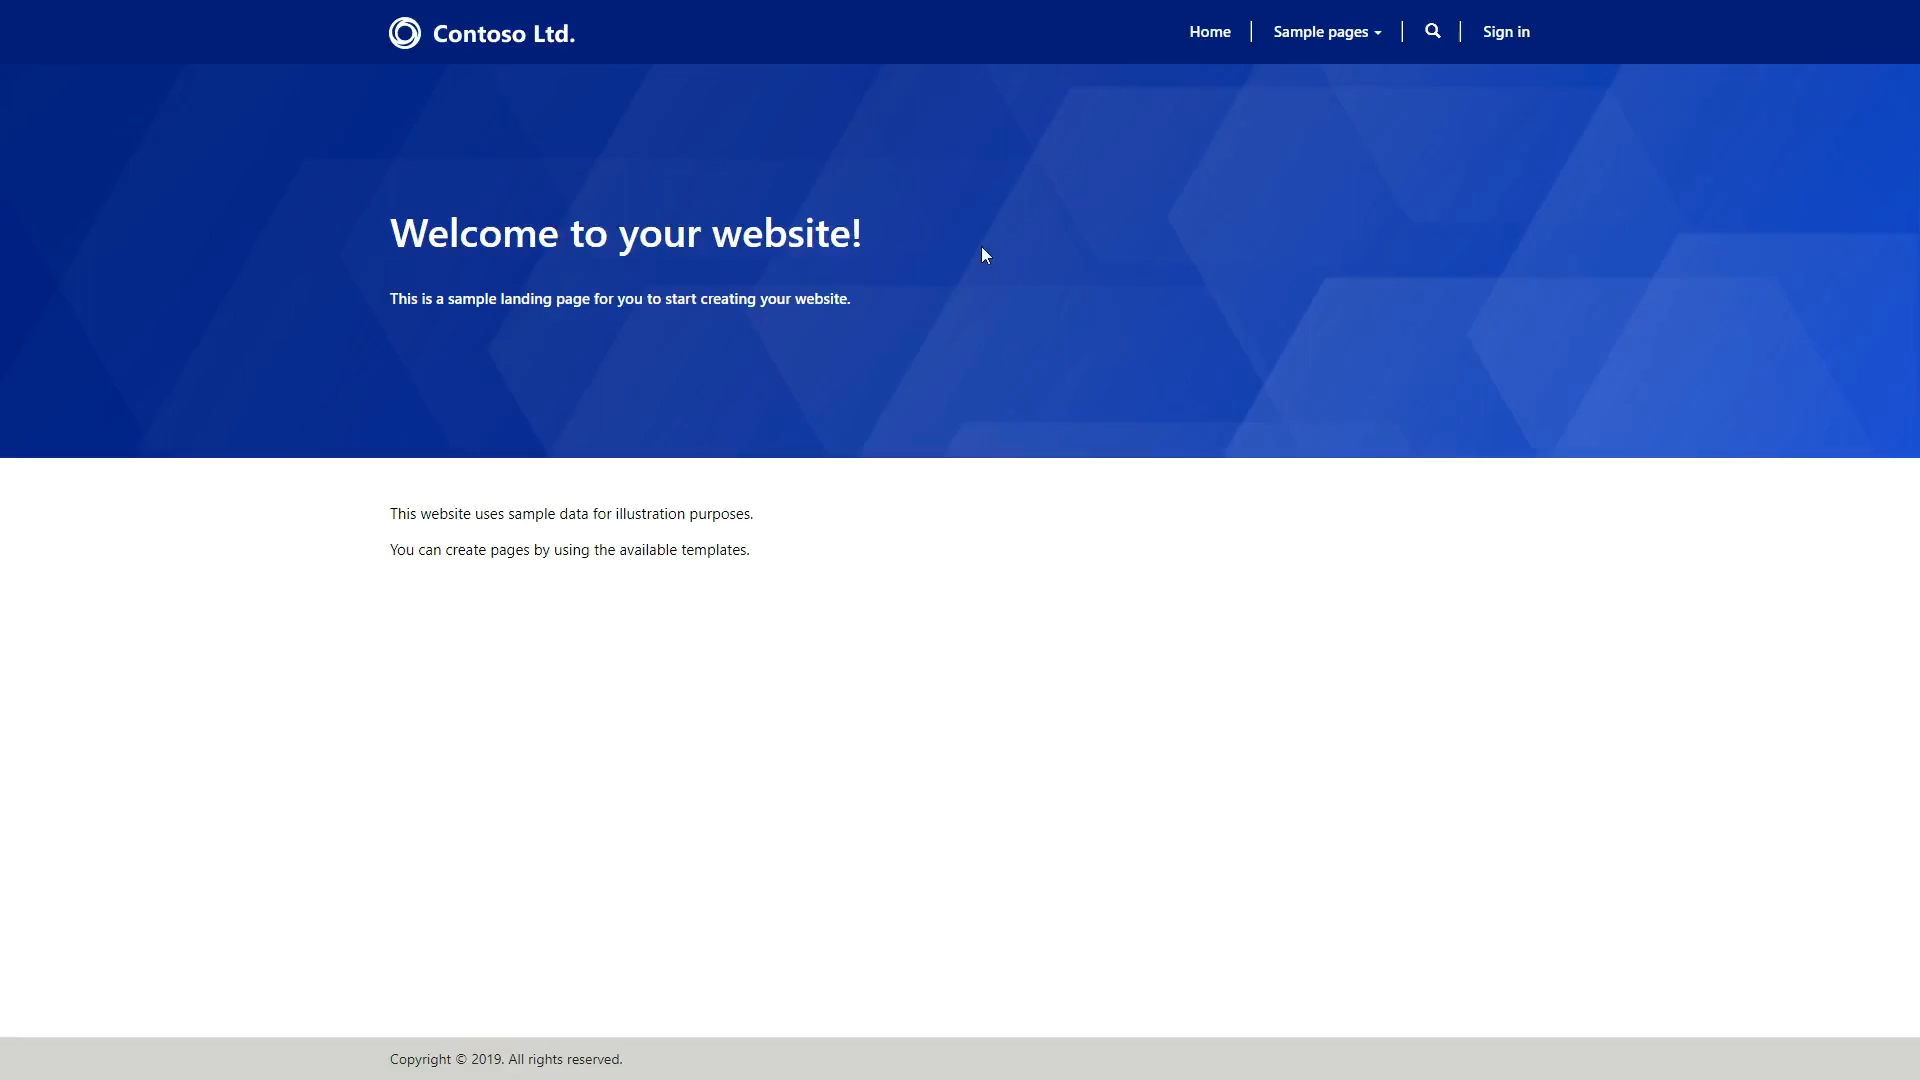 Contoso Ltd.
Home
Sample pages
Sign in
Welcome to your website!
This is a sample landing page for you to start creating your website.
This website uses sample data for illustration purposes.
You can create pages by using the available templates.
Copyright © 2019. All rights reserved.